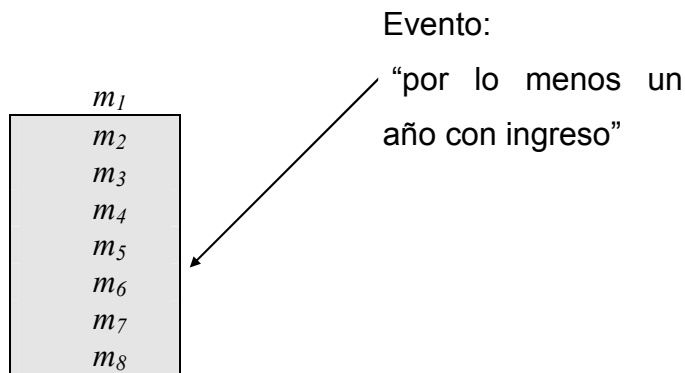 Evento:
“por lo menos un
año con ingreso”
m1
m2
m3
m4
m5
m6
m7
m8